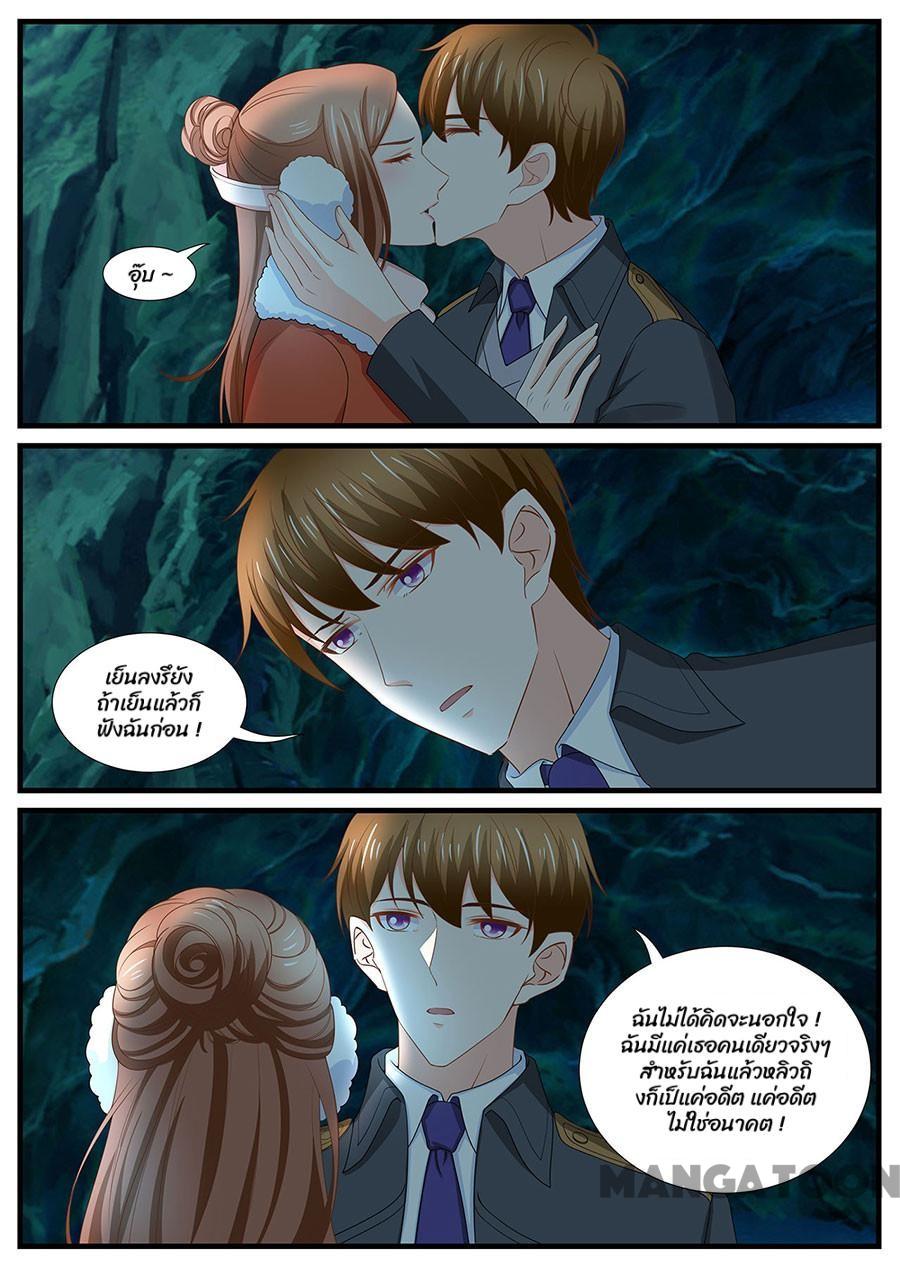 อุ๊บ ~
เย็นลงรึยัง
ถ้าเย็นแล้วก็
ฟังฉันก่อน !
ฉันไม่ได้คิดจะนอกใจ !
ฉันมีแค่เธอคนเดียวจริงๆ
สำหรับฉันแล้วหลิวถิ
งก็เป็นแค่อดีต แค่อดีต
ไม่ใช่อนาคต !
MANGATOON